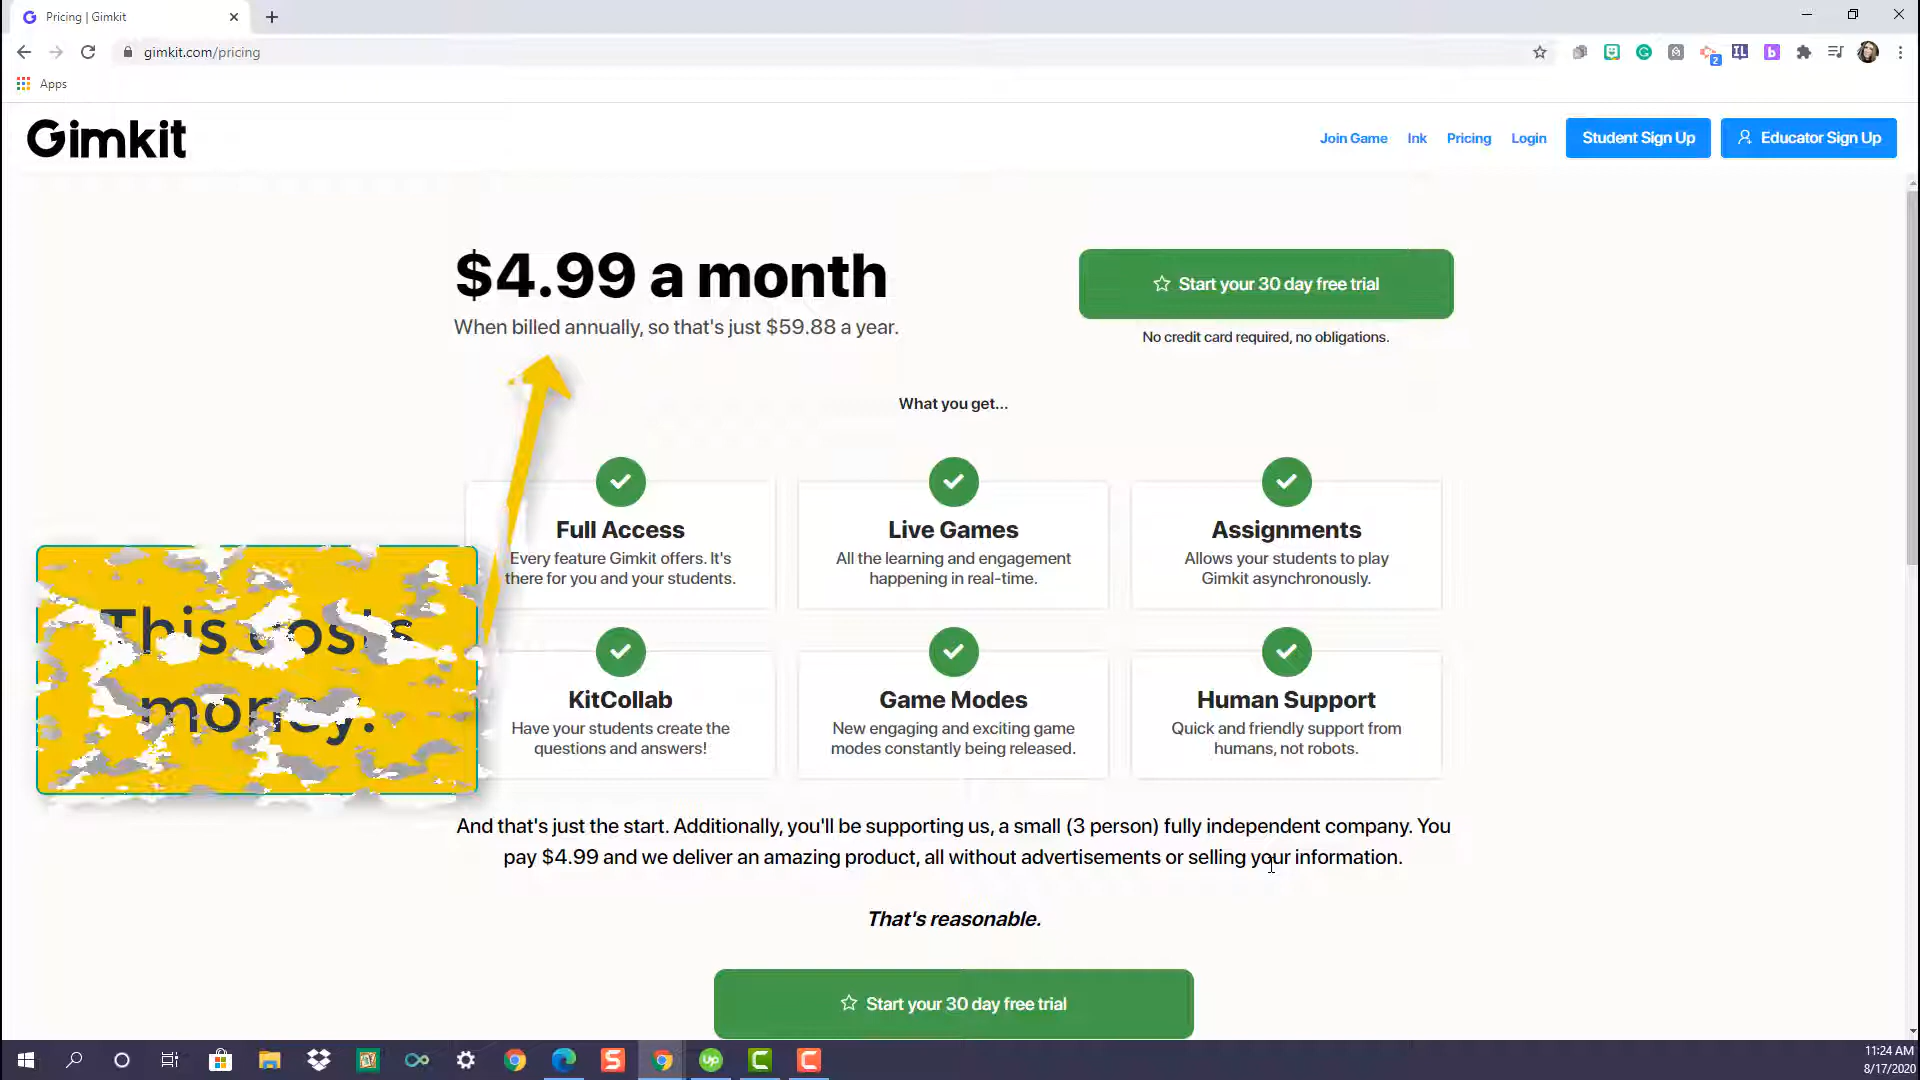 Pricing | Gimkit
gimkit.com/pricing
2
IL
b
Apps
Gimkit
Join Game Ink Pricing Login Student Sign Up Educator Sign Up
$4.99 a month
When billed annually, so that's just $59.88 a year.
Start your 30 day free trial
No credit card required, no obligations.
What you get...
Full Access
Every feature Gimkit offers. It's
there for you and your students.
Live Games
All the learning and engagement
happening in real-time.
Assignments
Allows your students to play
Gimkit asynchronously.
This costs
money.
KitCollab
Have your students create the
questions and answers!
Game Modes
New engaging and exciting game
modes constantly being released.
Human Support
Quick and friendly support from
humans, not robots.
And that's just the start. Additionally, you'll be supporting us, a small (3 person) fully independent company. You
pay $4.99 and we deliver an amazing product, all without advertisements or selling your information.
That's reasonable.
Start your 30 day free trial
S
Up
C
C
11:24 AM
8/17/2020